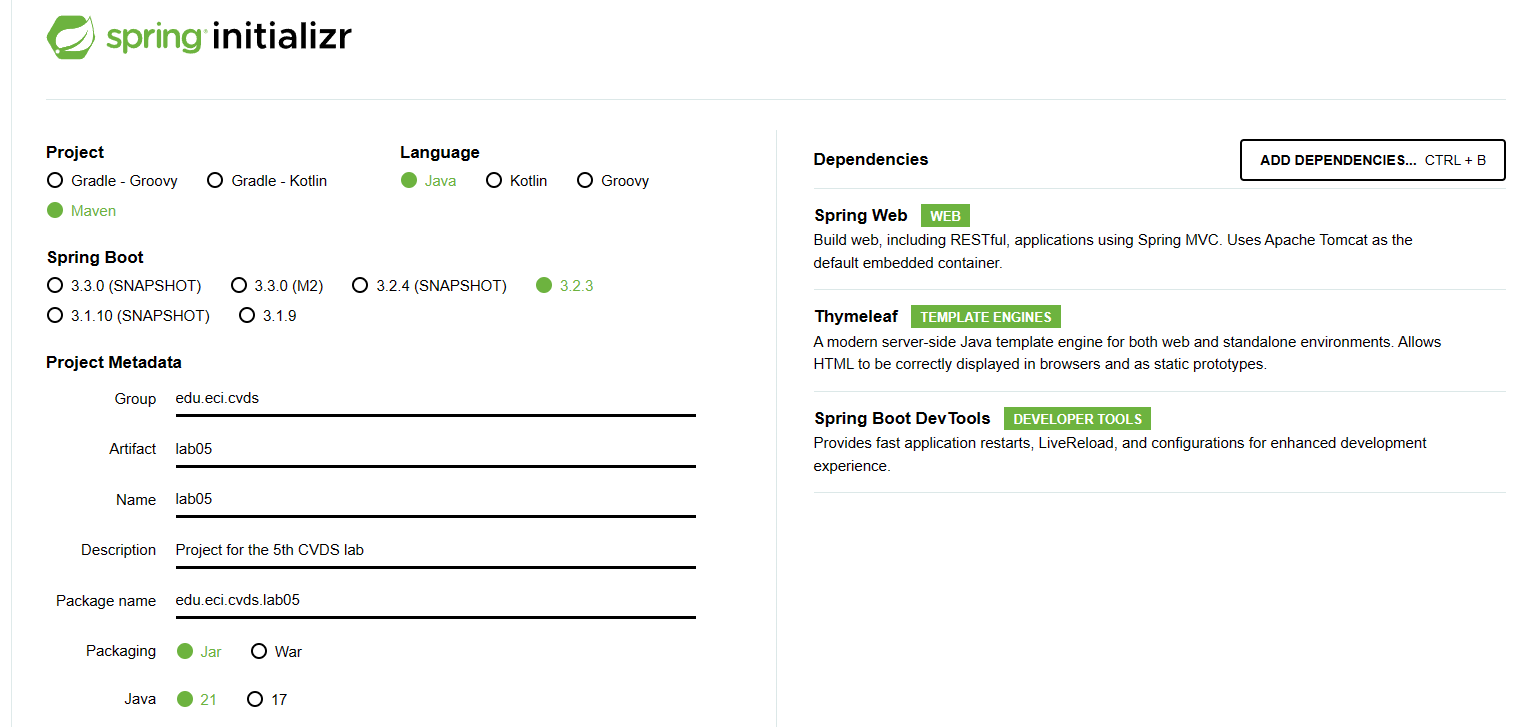 spring initializr
Project
Gradle - Groovy Gradle - Kotlin
Maven
Language
Java Kotlin Groovy
Spring Boot
3.3.0 (SNAPSHOT) 3.3.0 (M2) 3.2.4 (SNAPSHOT) 3.2.3
3.1.10 (SNAPSHOT) 3.1.9
Project Metadata
Group edu.eci.cvds
Artifact lab05
Name lab05
Description Project for the 5th CVDS lab
Package name edu.eci.cvds.lab05
Packaging Jar War
Java 21 17
Dependencies ADD DEPENDENCIES... CTRL + B
Spring Web WEB
Build web, including RESTful, applications using Spring MVC. Uses Apache Tomcat as the
default embedded container.
Thymeleaf TEMPLATE ENGINES
A modern server-side Java template engine for both web and standalone environments. Allows
HTML to be correctly displayed in browsers and as static prototypes.
Spring Boot DevTools DEVELOPER TOOLS
Provides fast application restarts, LiveReload, and configurations for enhanced development
experience.